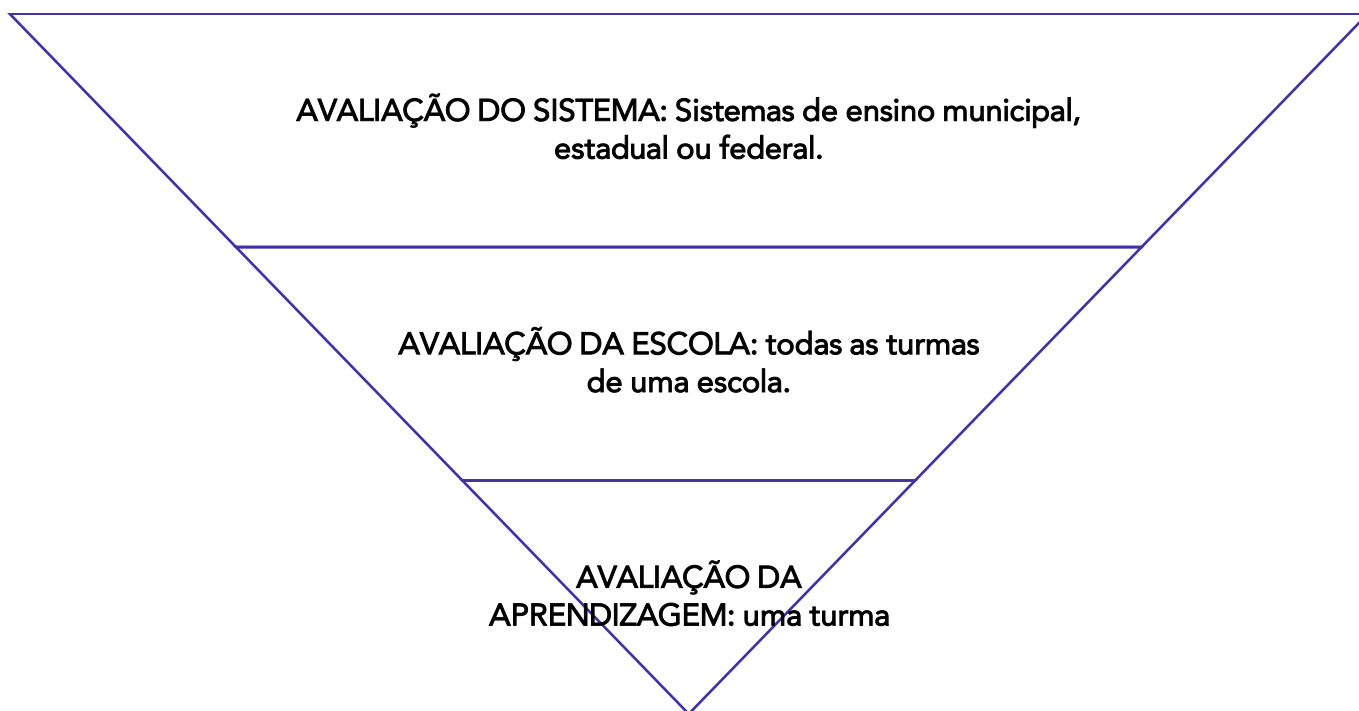 AVALIAÇÃO DO SISTEMA: Sistemas de ensino municipal,
estadual ou federal.
AVALIAÇÃO DA ESCOLA: todas as turmas
de uma escola.
AVALIAÇÃO DA
APRENDIZAGEM: uma turma